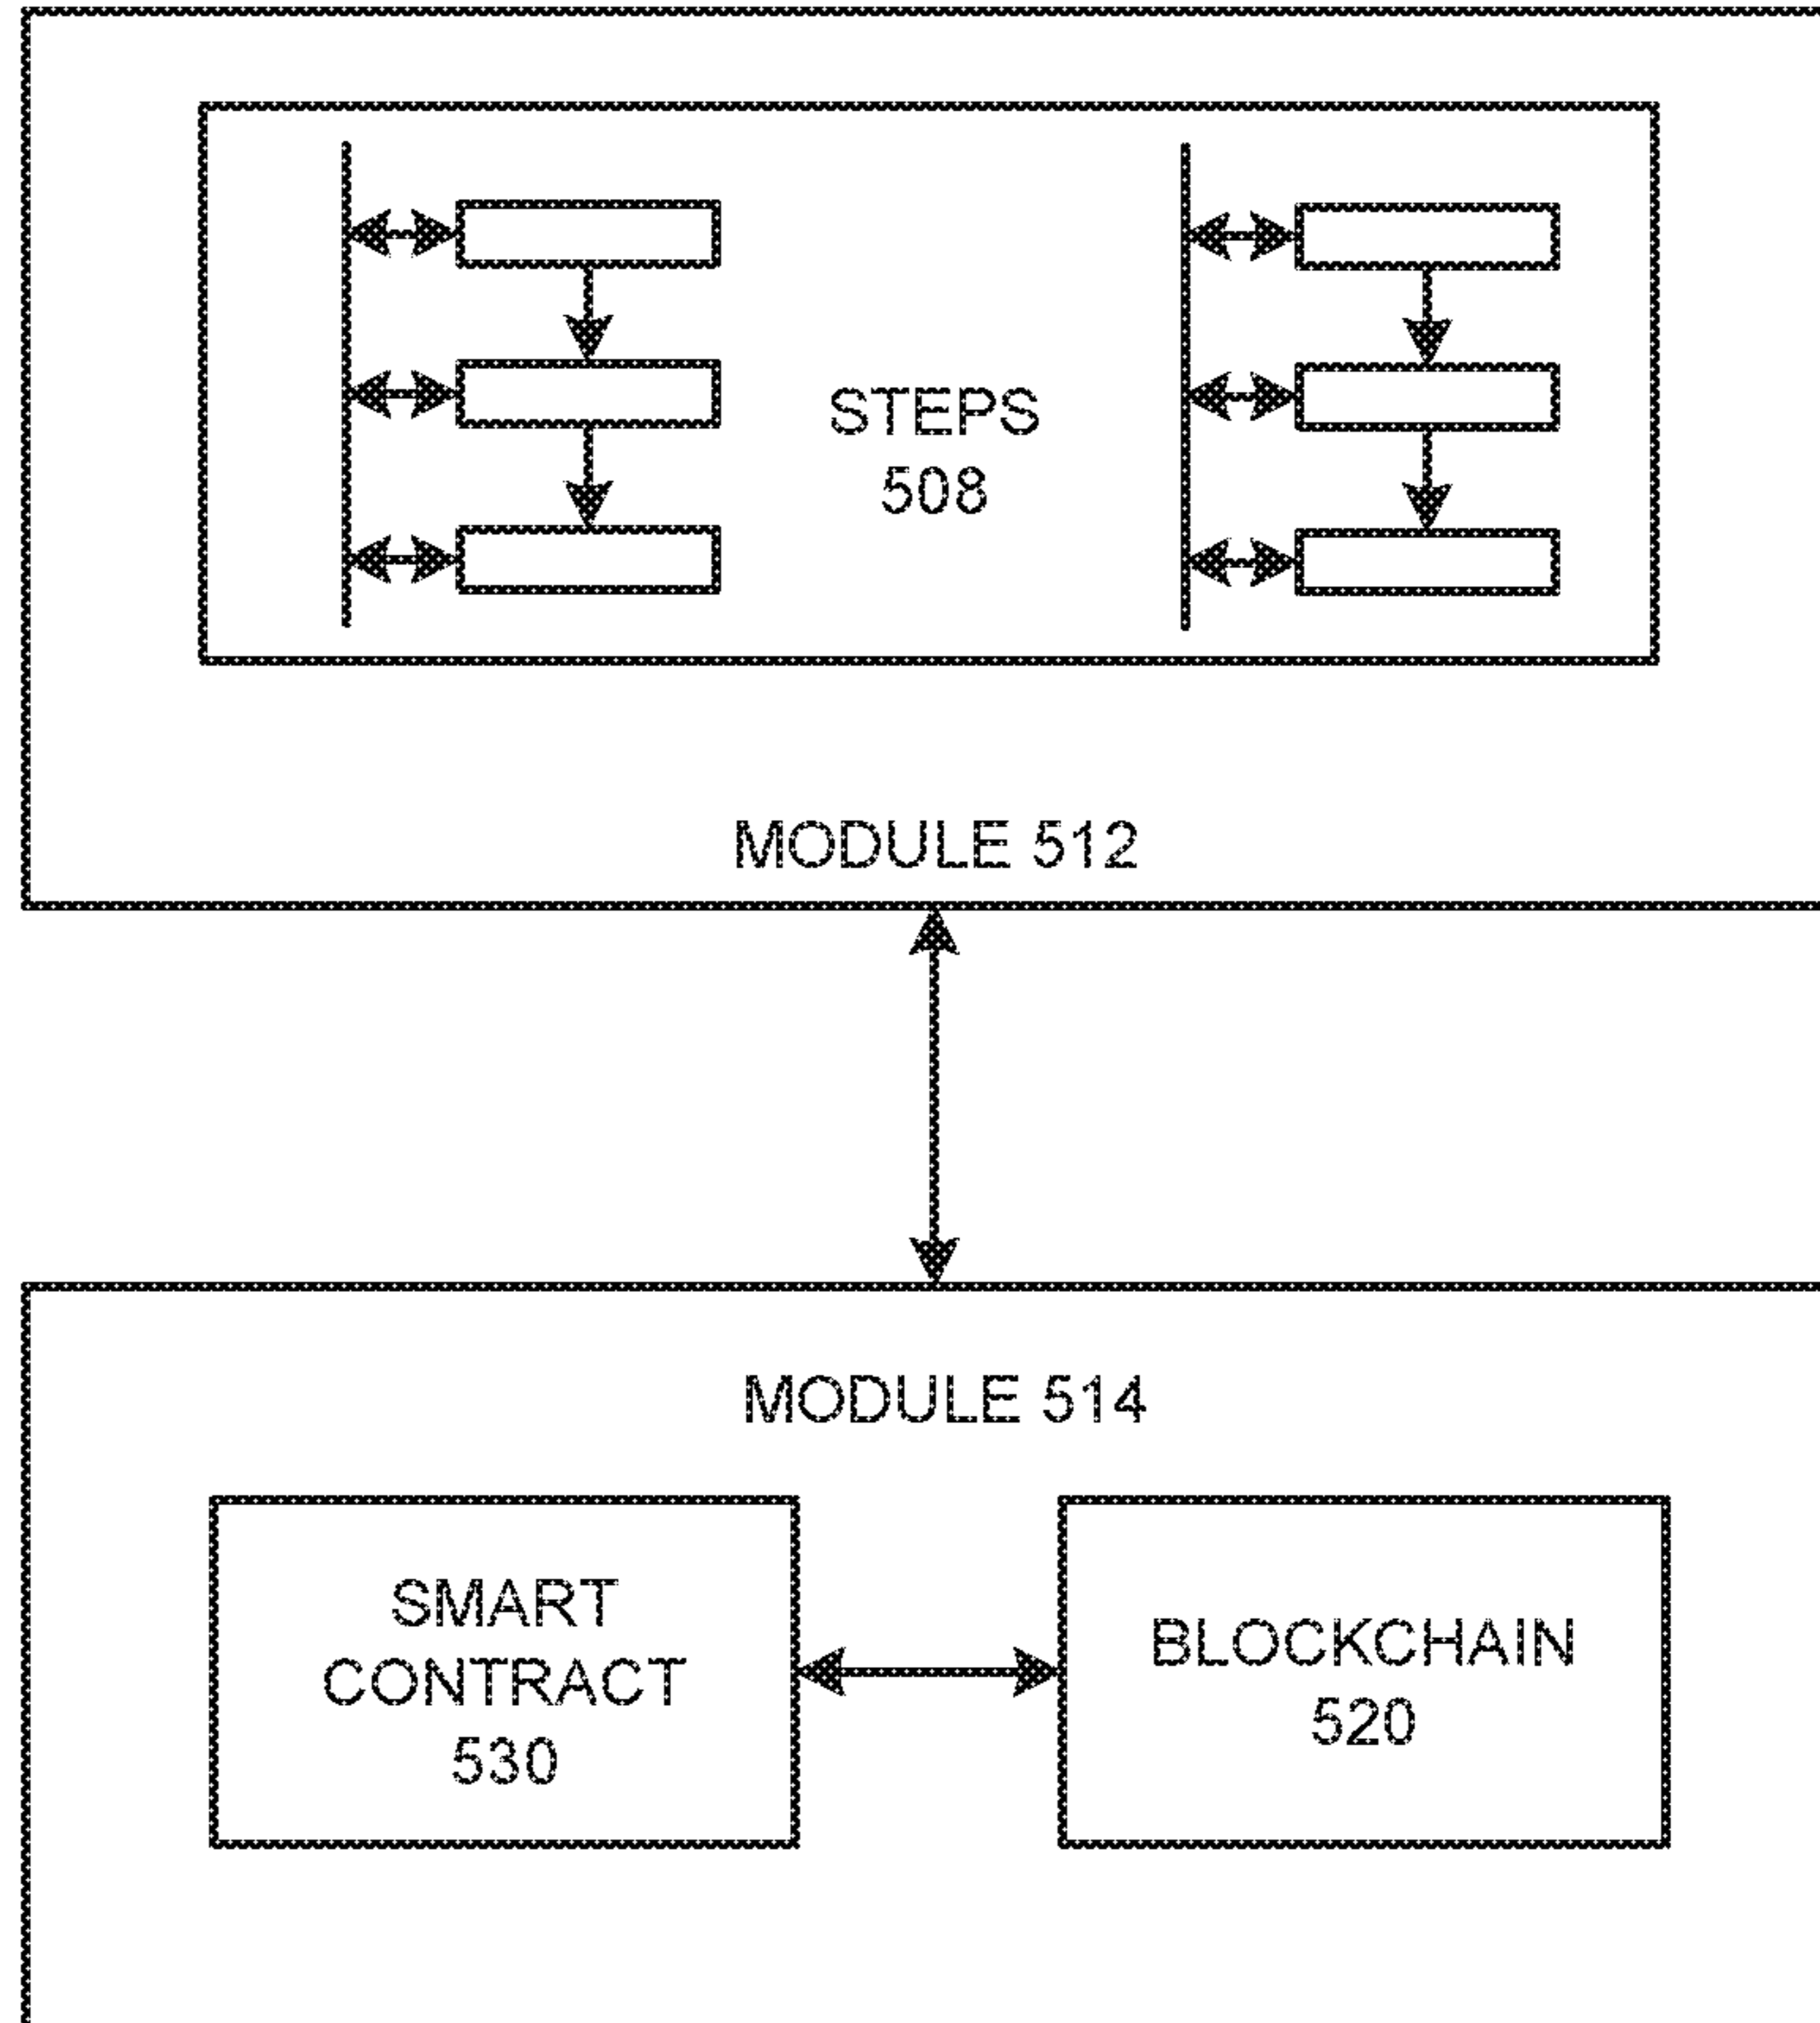 STEPS
508
MODULE 512
MODULE 514
SMART
CONTRACT
530
BLOCKCHAIN
520